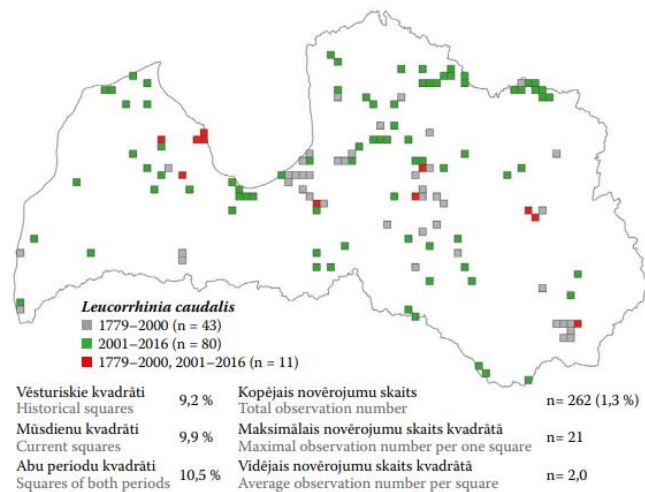 Leucorrhinia caudalis
1779–2000 (n = 43)
2001–2016 (n = 80)
1779–2000, 2001–2016 (n = 11)
Vēsturiskie kvadrāti
Historical squares
9,2 %
Kopējais novērojumu skaits
Total observation number
n= 262 (1,3 %)
Mūsdienu kvadrāti
Current squares
9,9 %
Maksimālais novērojumu skaits kvadrātā
Maximal observation number per one square
n= 21
Abu periodu kvadrāti
Squares of both periods
10,5 %
Vidējais novērojumu skaits kvadrātā
Average observation number per square
n= 2,0